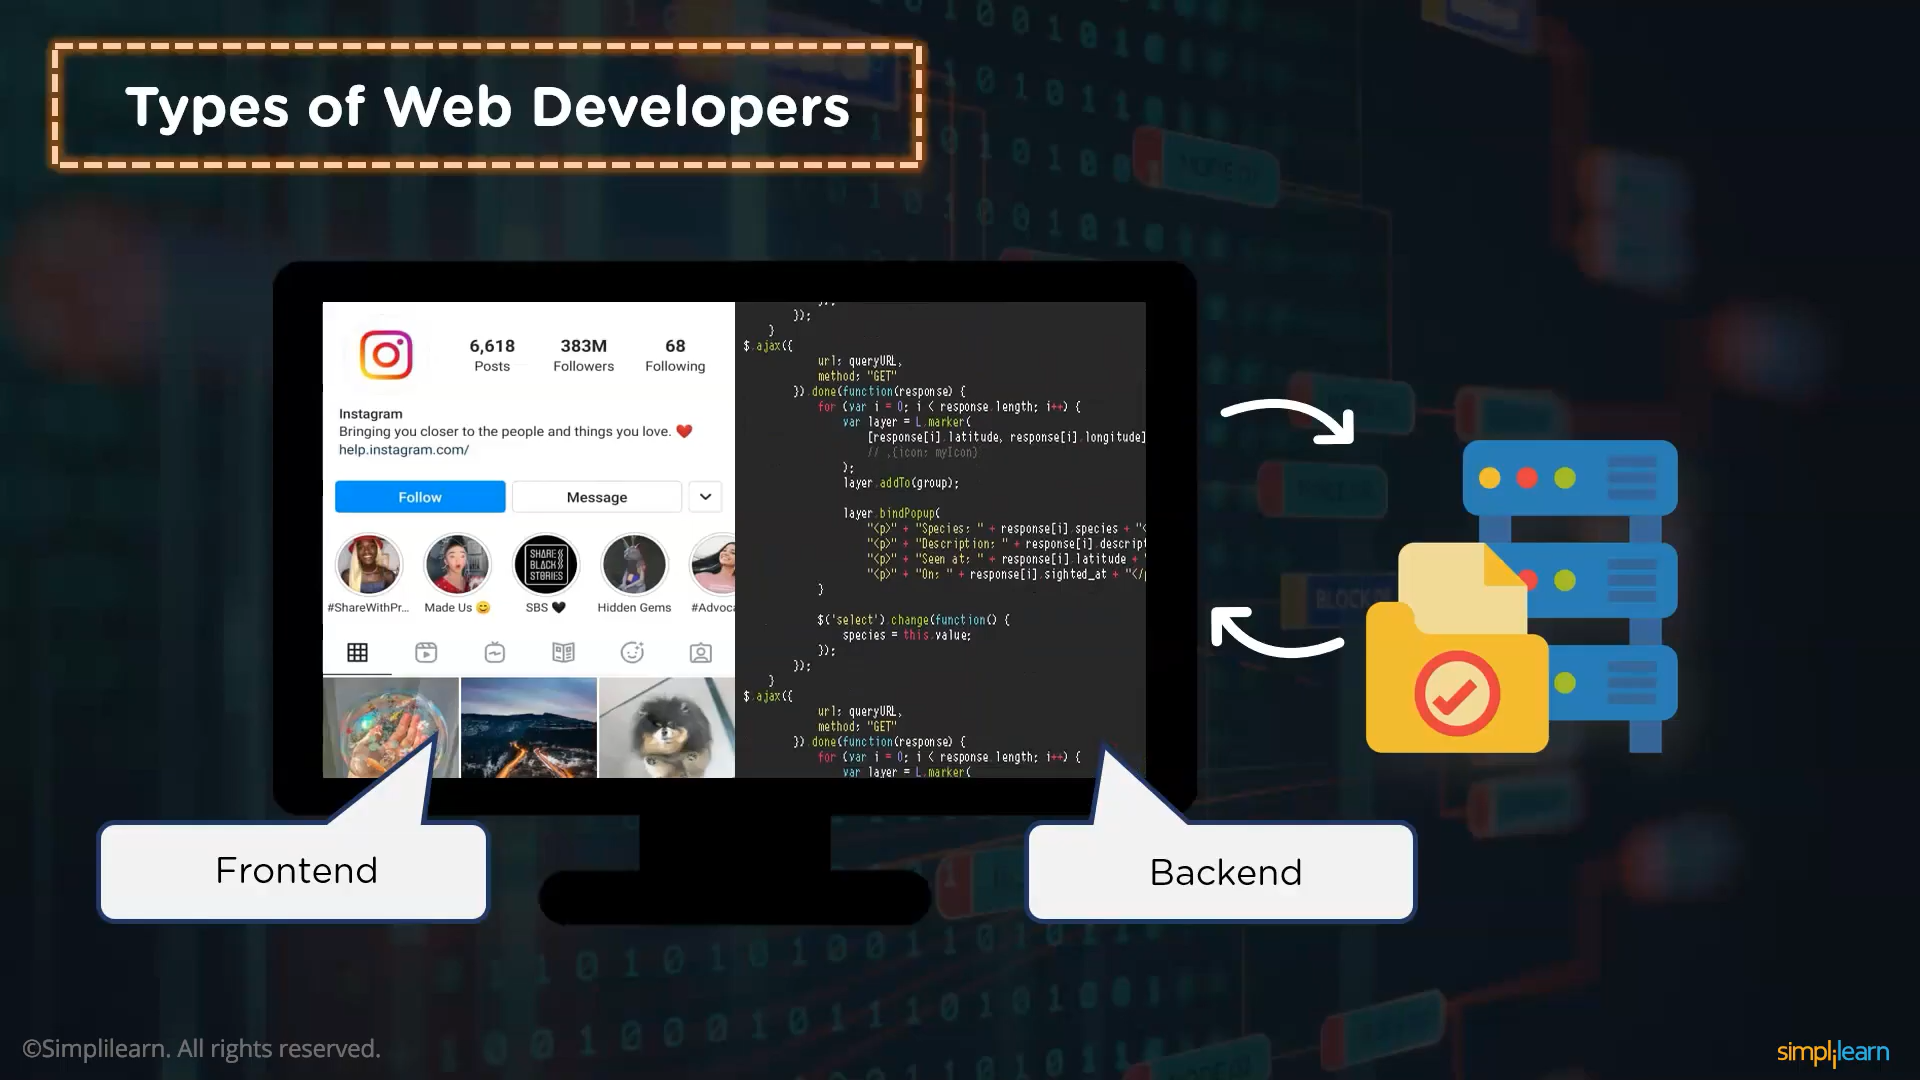 Types of Web Developers
6,618 383M 68
Posts Followers Following
Instagram
Bringing you closer to the people and things you love. ❤️
help.instagram.com/
Follow Message
SHARE
BLACK
STORIES
#ShareWithPr... Made Us 😊 SBS 🖤 Hidden Gems #Advoca
});
}
$.ajax({
url: queryURL,
method: "GET"
}).done(function(response) {
for (var i = 0; i < response.length; i++) {
var layer = L.marker(
[response[i].latitude, response[i].longitude]
// ,{icon: myIcon}
);
layer.addTo(group);
layer.bindPopup(
"<p>" + "Species: " + response[i].species + "<
"<p>" + "Description: " + response[i].descript
"<p>" + "Seen at: " + response[i].latitude + "
"<p>" + "On: " + response[i].sighted_at + "</p
}
$('select').change(function() {
species = this.value;
});
});
}
$.ajax({
url: queryURL,
method: "GET"
}).done(function(response) {
for (var i = 0; i < response.length; i++) {
var layer = L.marker(
Frontend
Backend
©Simplilearn. All rights reserved.
simplilearn